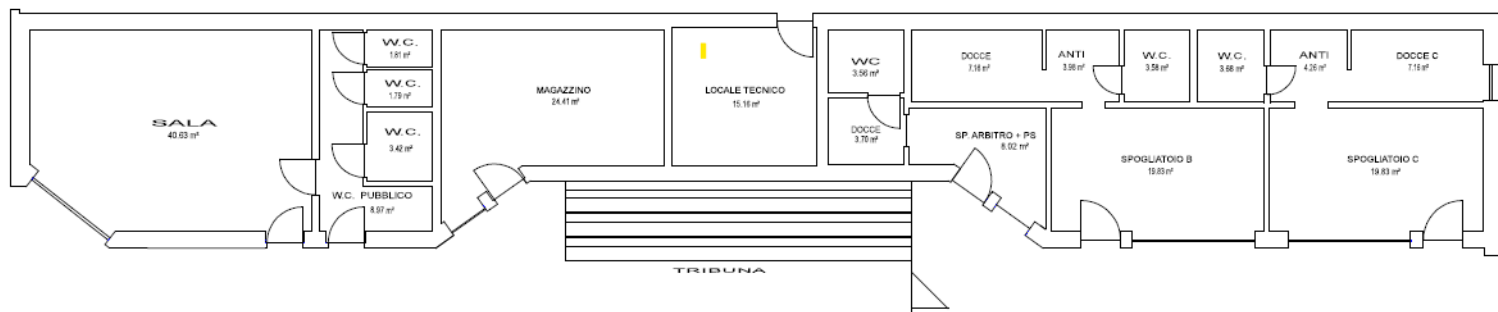 SALA
40.63 m²
W.C.
1.81 m²
W.C.
1.79 m²
W.C.
3.42 m²
W.C. PUBBLICO
8.97 m²
MAGAZZINO
24.41 m²
LOCALE TECNICO
15.16 m²
WC
3.56 m²
DOCCE
3.70 m²
DOCCE
7.16 m²
ANTI
3.98 m²
W.C.
3.58 m²
W.C.
3.68 m²
ANTI
4.26 m²
DOCCE C
7.16 m²
SP. ARBITRO + PS
8.02 m²
SPOGLIATOIO B
19.83 m²
SPOGLIATOIO C
19.83 m²
TRIBUNA